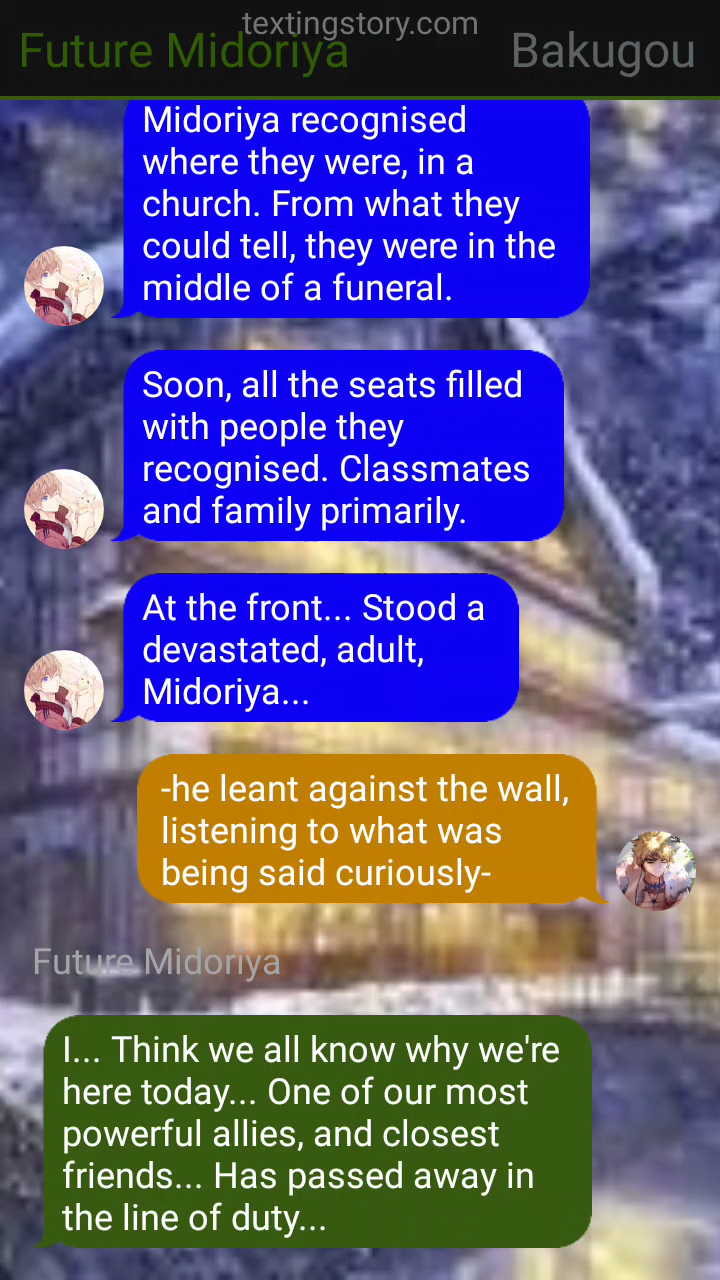 textingstory.com
Future Midoriya
Bakugou
Midoriya recognised
where they were, in a
church. From what they
could tell, they were in the
middle of a funeral.
Soon, all the seats filled
with people they
recognised. Classmates
and family primarily.
At the front... Stood a
devastated, adult,
Midoriya...
-he leant against the wall,
listening to what was
being said curiously-
Future Midoriya
I... Think we all know why we're
here today... One of our most
powerful allies, and closest
friends... Has passed away in
the line of duty...